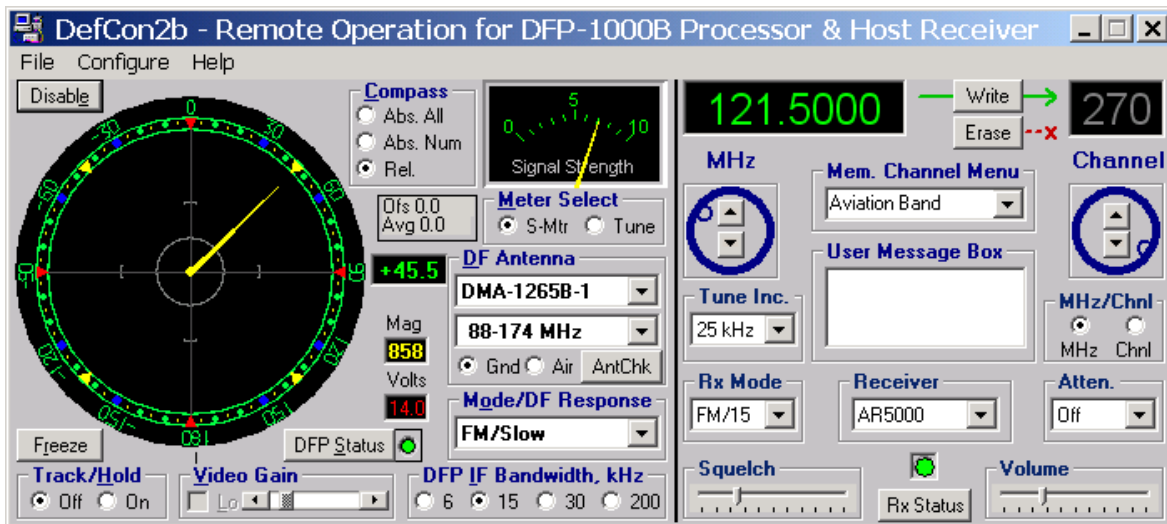 DefCon2b - Remote Operation for DFP-1000B Processor & Host Receiver
File Configure Help
Disable
0
30
60
90
120
150
180
-150
-120
-90
-60
-30
Compass
Abs. All
Abs. Num
Rel.
0 5 10
Signal Strength
Ofs 0.0
Avg 0.0
Meter Select
S-Mtr Tune
+45.5
Mag
858
Volts
14.0
DF Antenna
DMA-1265B-1
88-174 MHz
Gnd Air AntChk
Mode/DF Response
FM/Slow
Freeze
DFP Status
Track/Hold
Off On
Video Gain
Lo
DFP IF Bandwidth, kHz
6 15 30 200
121.5000
Write
Erase
--x
270
MHz
Mem. Channel Menu
Aviation Band
Channel
User Message Box
Tune Inc.
25 kHz
MHz/Chnl
MHz Chnl
Rx Mode
FM/15
Receiver
AR5000
Atten.
Off
Squelch
Rx Status
Volume